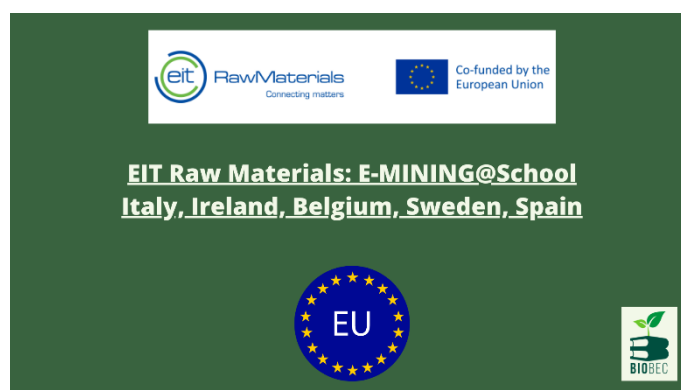 eit RawMaterials
Connecting matters
Co-funded by the
European Union
EIT Raw Materials: E-MINING@School
Italy, Ireland, Belgium, Sweden, Spain
EU
BIOBEC